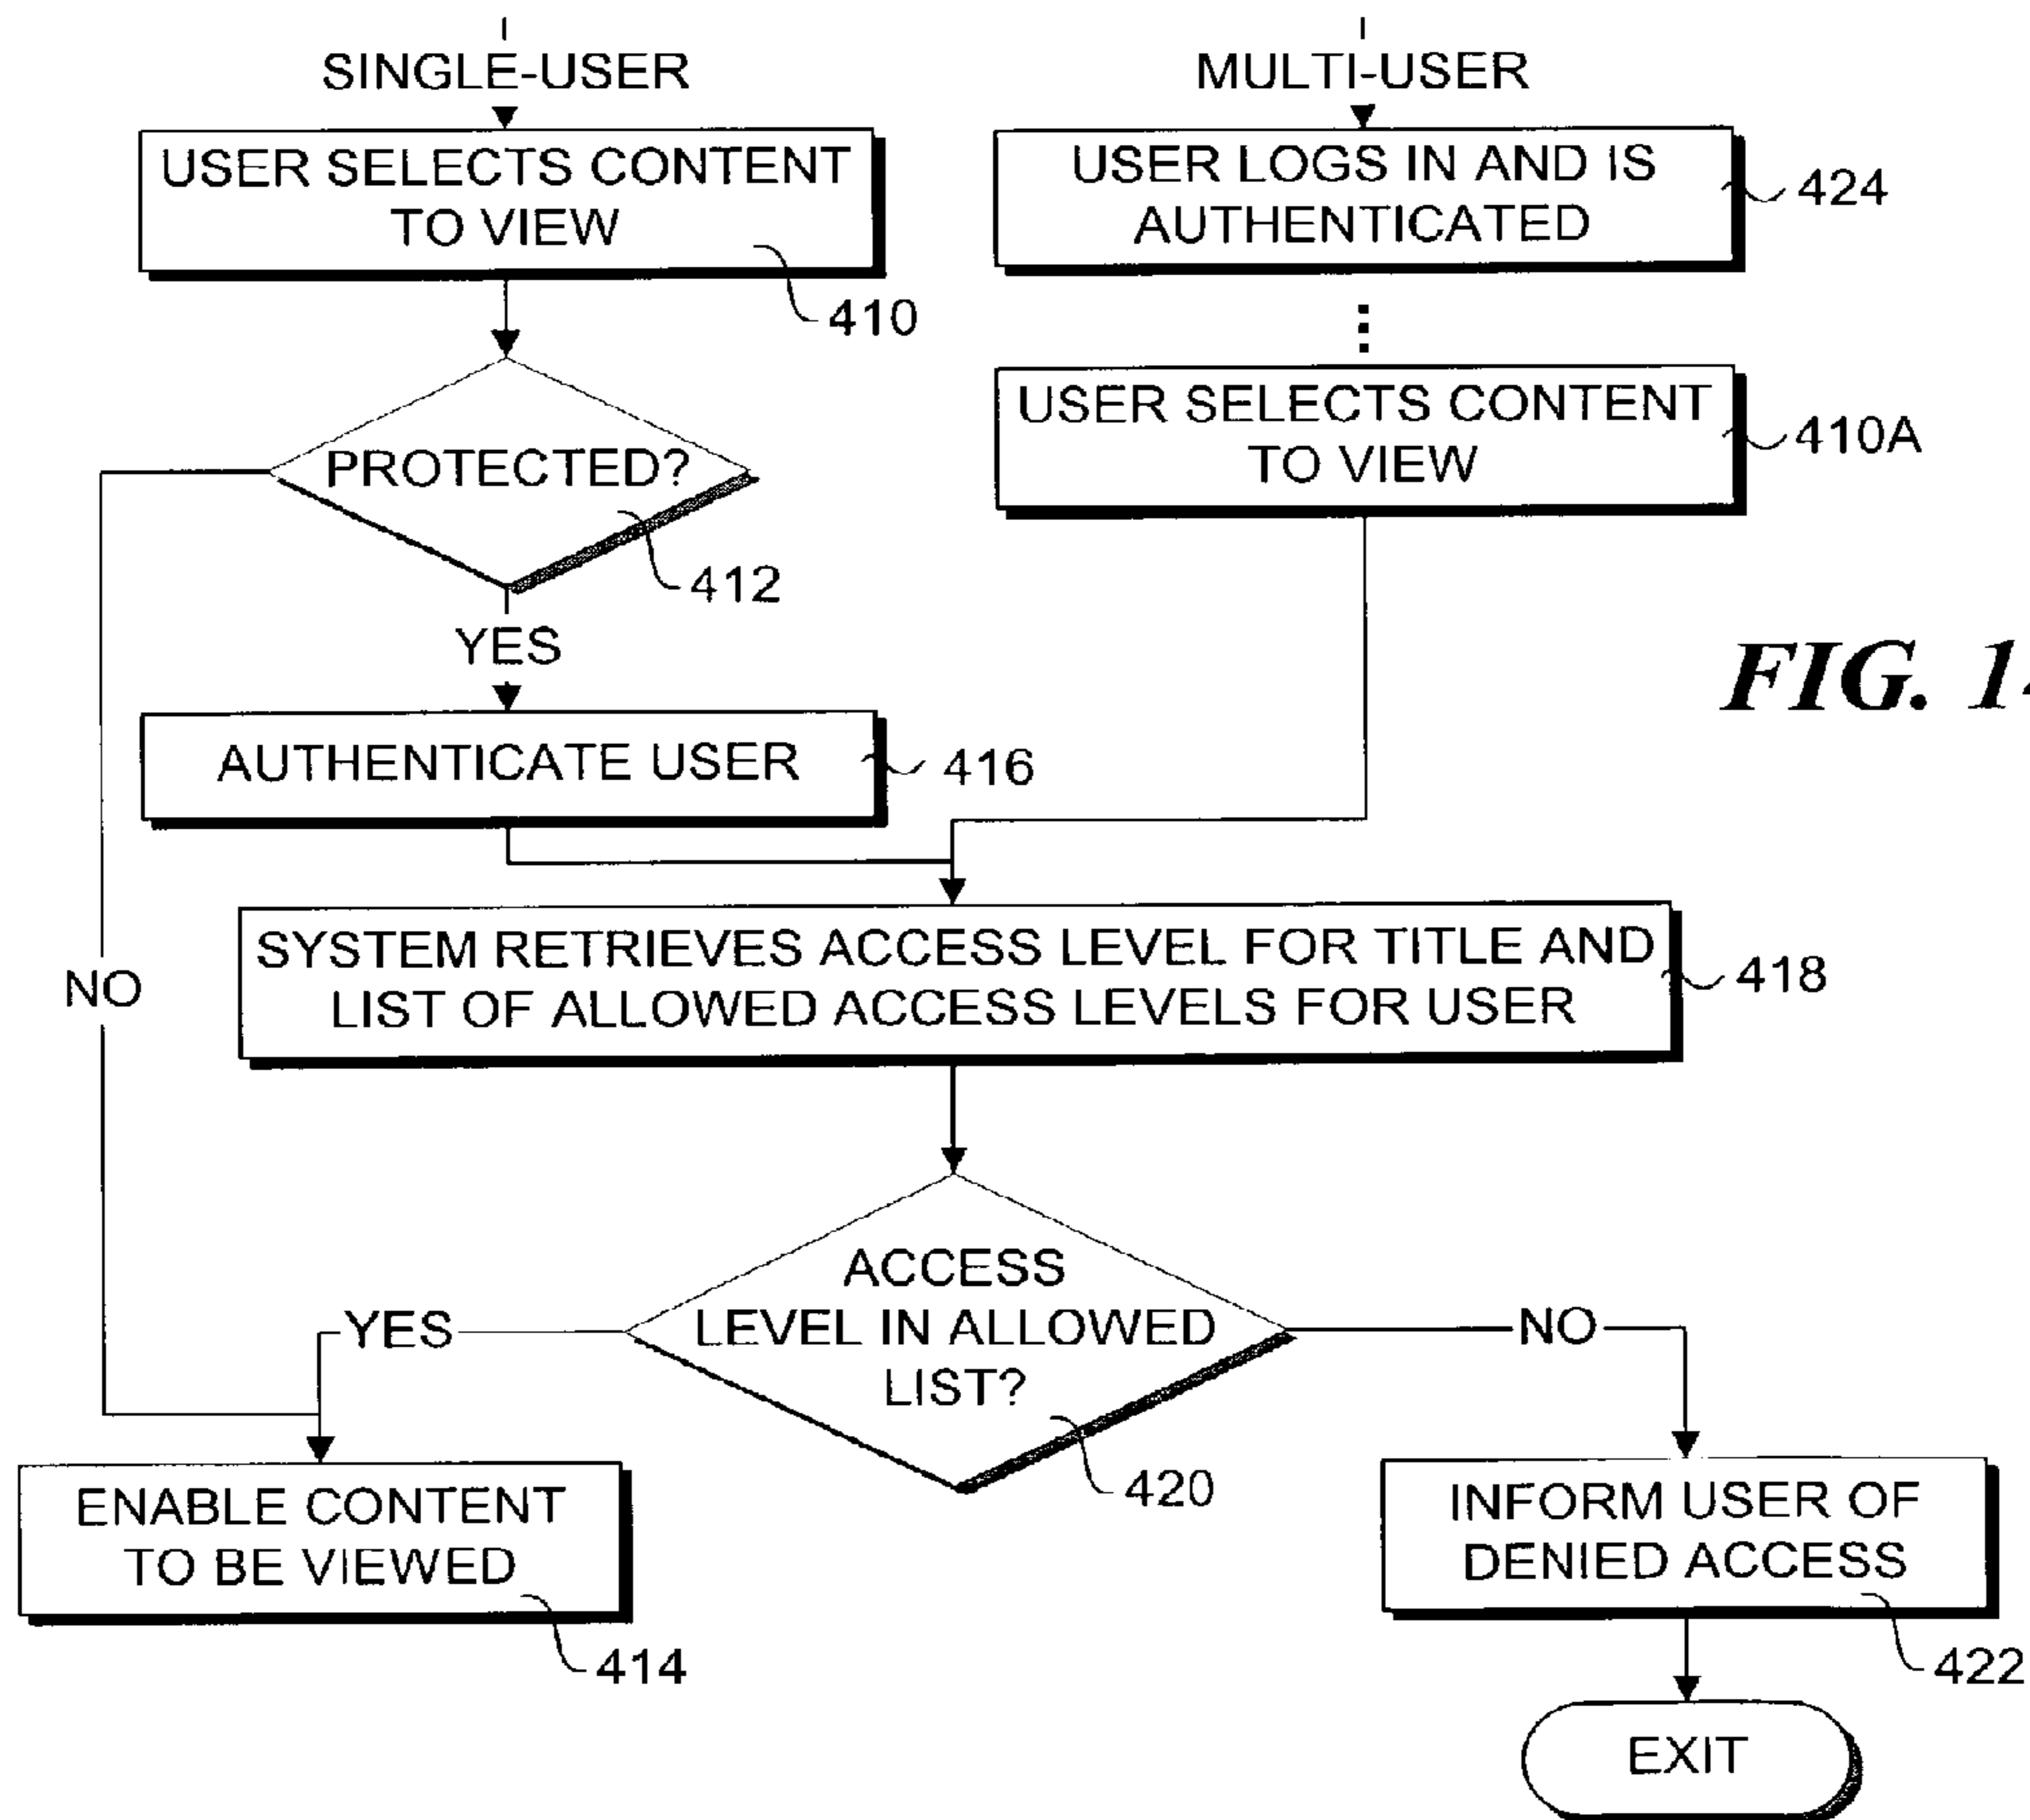 SINGLE-USER
MULTI-USER
USER SELECTS CONTENT
TO VIEW
410
USER LOGS IN AND IS
AUTHENTICATED
424
USER SELECTS CONTENT
TO VIEW
410A
PROTECTED?
412
YES
FIG.
AUTHENTICATE USER
416
SYSTEM RETRIEVES ACCESS LEVEL FOR TITLE AND
LIST OF ALLOWED ACCESS LEVELS FOR USER
418
NO
ACCESS
LEVEL IN ALLOWED
LIST?
420
YES
NO
ENABLE CONTENT
TO BE VIEWED
414
INFORM USER OF
DENIED ACCESS
422
EXIT